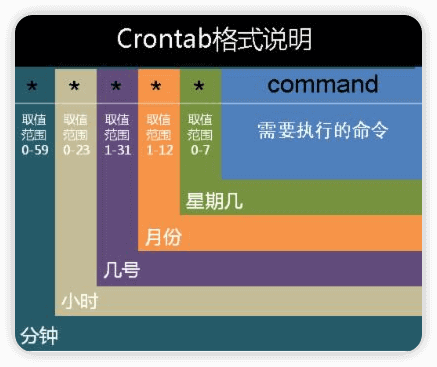 Crontab格式说明
* * * * * command
取值 取值 取值 取值 取值
范围 范围 范围 范围 范围
0-59 0-23 1-31 1-12 0-7
需要执行的命令
星期几
月份
几号
小时
分钟